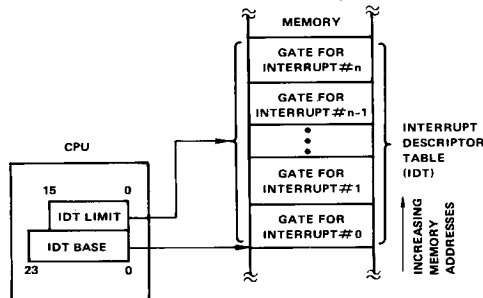 MEMORY
GATE FOR
INTERRUPT#n
GATE FOR
INTERRUPT#n-1
INTERRUPT
DESCRIPTOR
TABLE
(IDT)
CPU
15 0
IDT LIMIT
IDT BASE
23 0
GATE FOR
INTERRUPT#1
GATE FOR
INTERRUPT#0
INCREASING
MEMORY
ADDRESSES